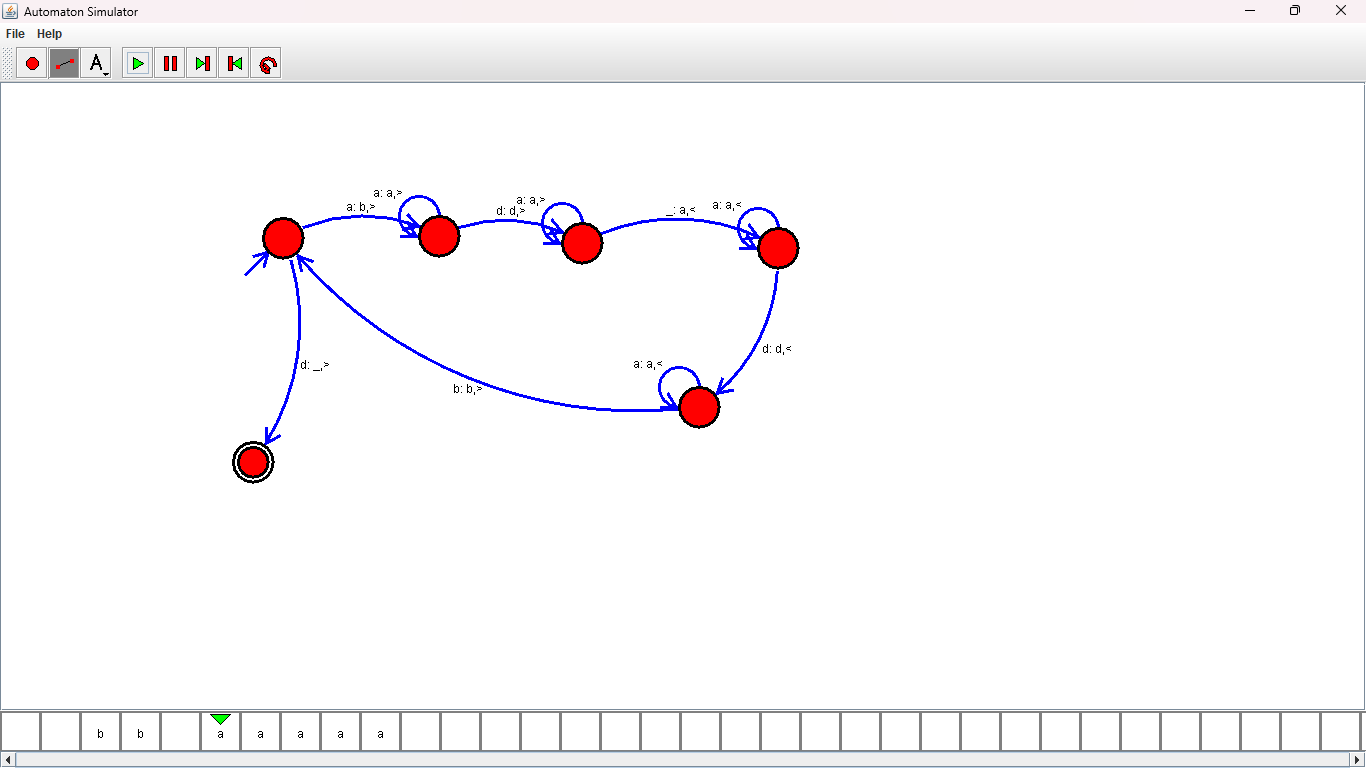 Automaton Simulator
File Help
A
a: a,>
a: b,>
a: a,>
d: d,>
_: a,<
a: a,<
d: d,<
a: a,<
d: _,>
b: b,>
b b a a a a a